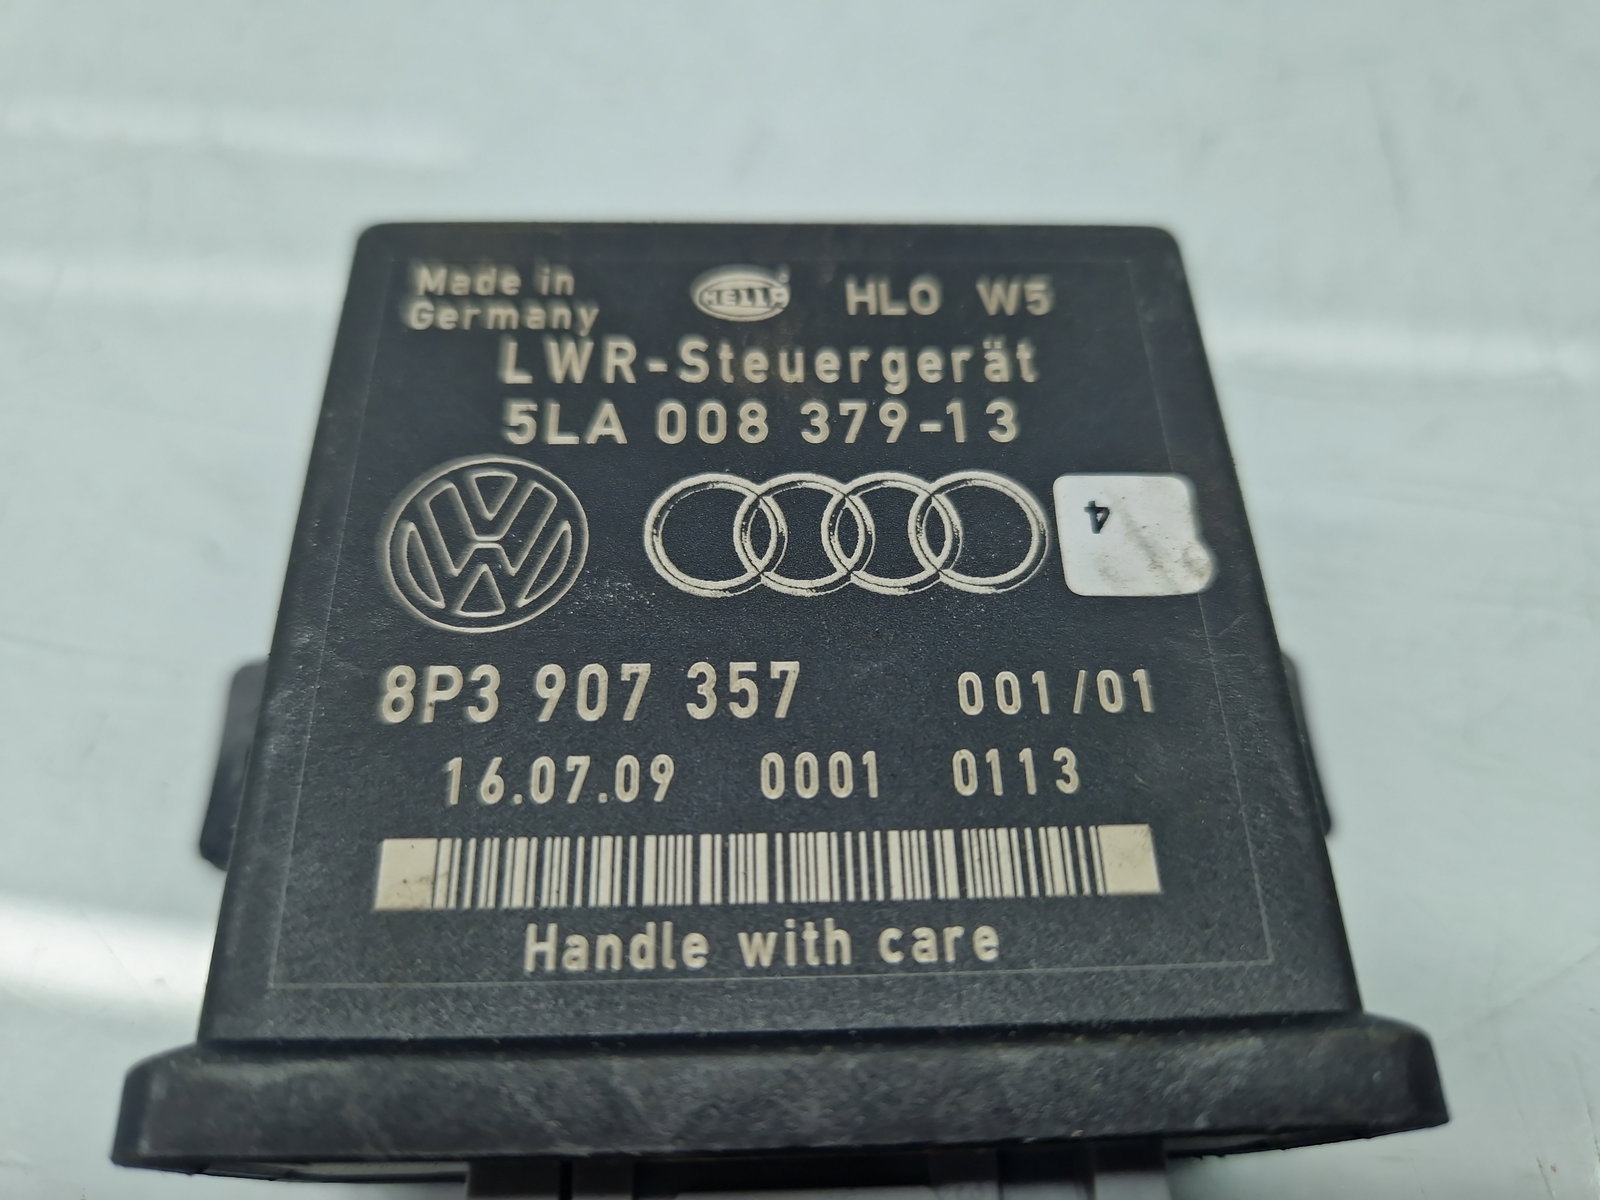 Made in HELLA HLO W5
Germany
LWR-Steuergerät
5LA 008 379-13
4
8P3 907 357 001/01
16.07.09 0001 0113
Handle with care